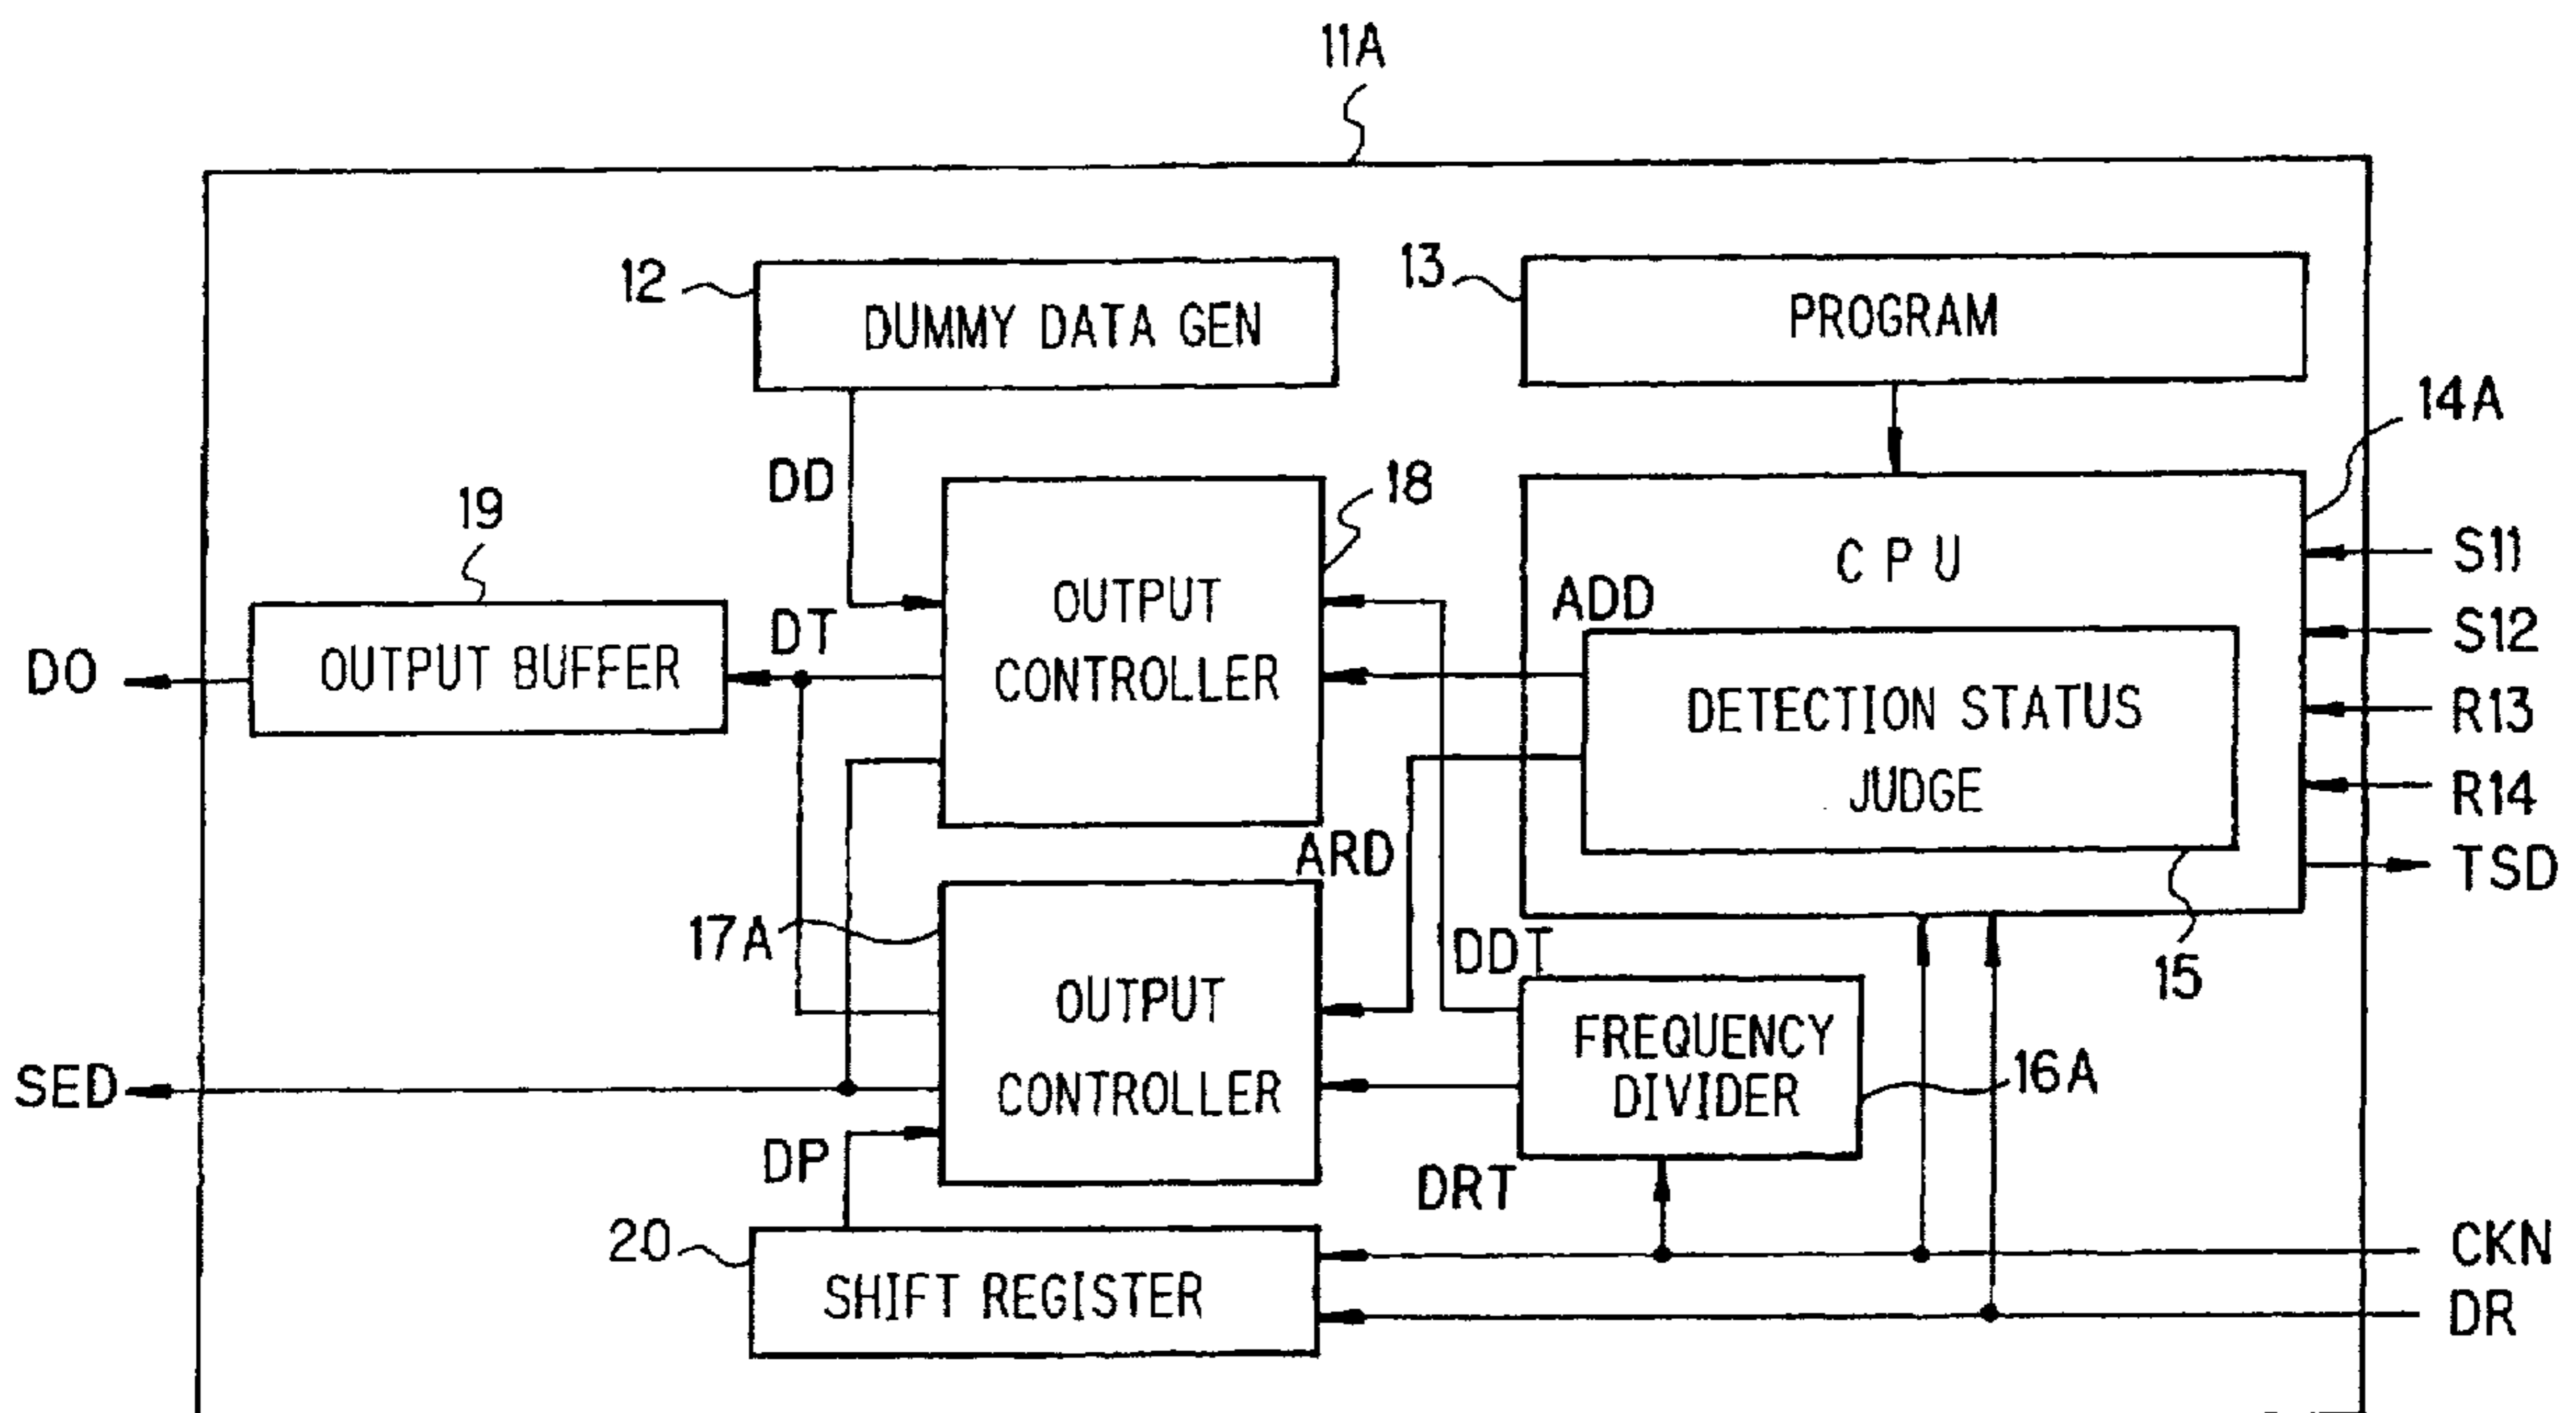 11A
12
DUMMY DATA GEN
13
PROGRAM
14A
DD
18
19
CPU
S11
OUTPUT
CONTROLLER
ADD
S12
DT
DO
OUTPUT BUFFER
DETECTION STATUS
JUDGE
R13
R14
ARD
TSD
17A
DDT
15
OUTPUT
CONTROLLER
FREQUENCY
DIVIDER
16A
SED
DP
DRT
20
SHIFT REGISTER
CKN
DR